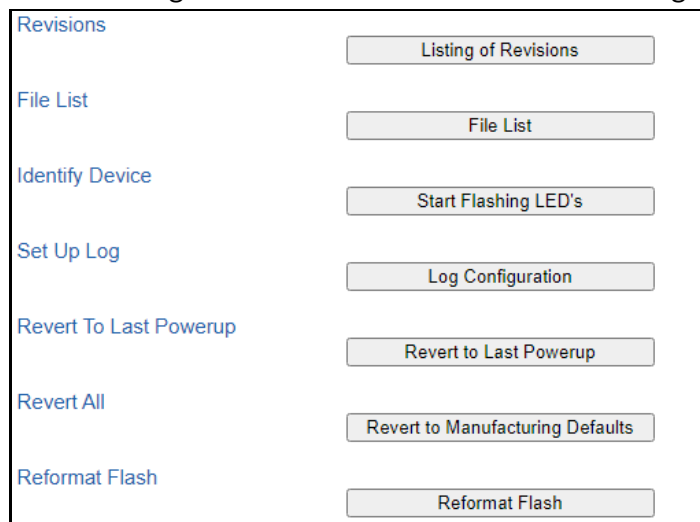 Revisions
Listing of Revisions
File List
File List
Identify Device
Start Flashing LED's
Set Up Log
Log Configuration
Revert To Last Powerup
Revert to Last Powerup
Revert All
Revert to Manufacturing Defaults
Reformat Flash
Reformat Flash